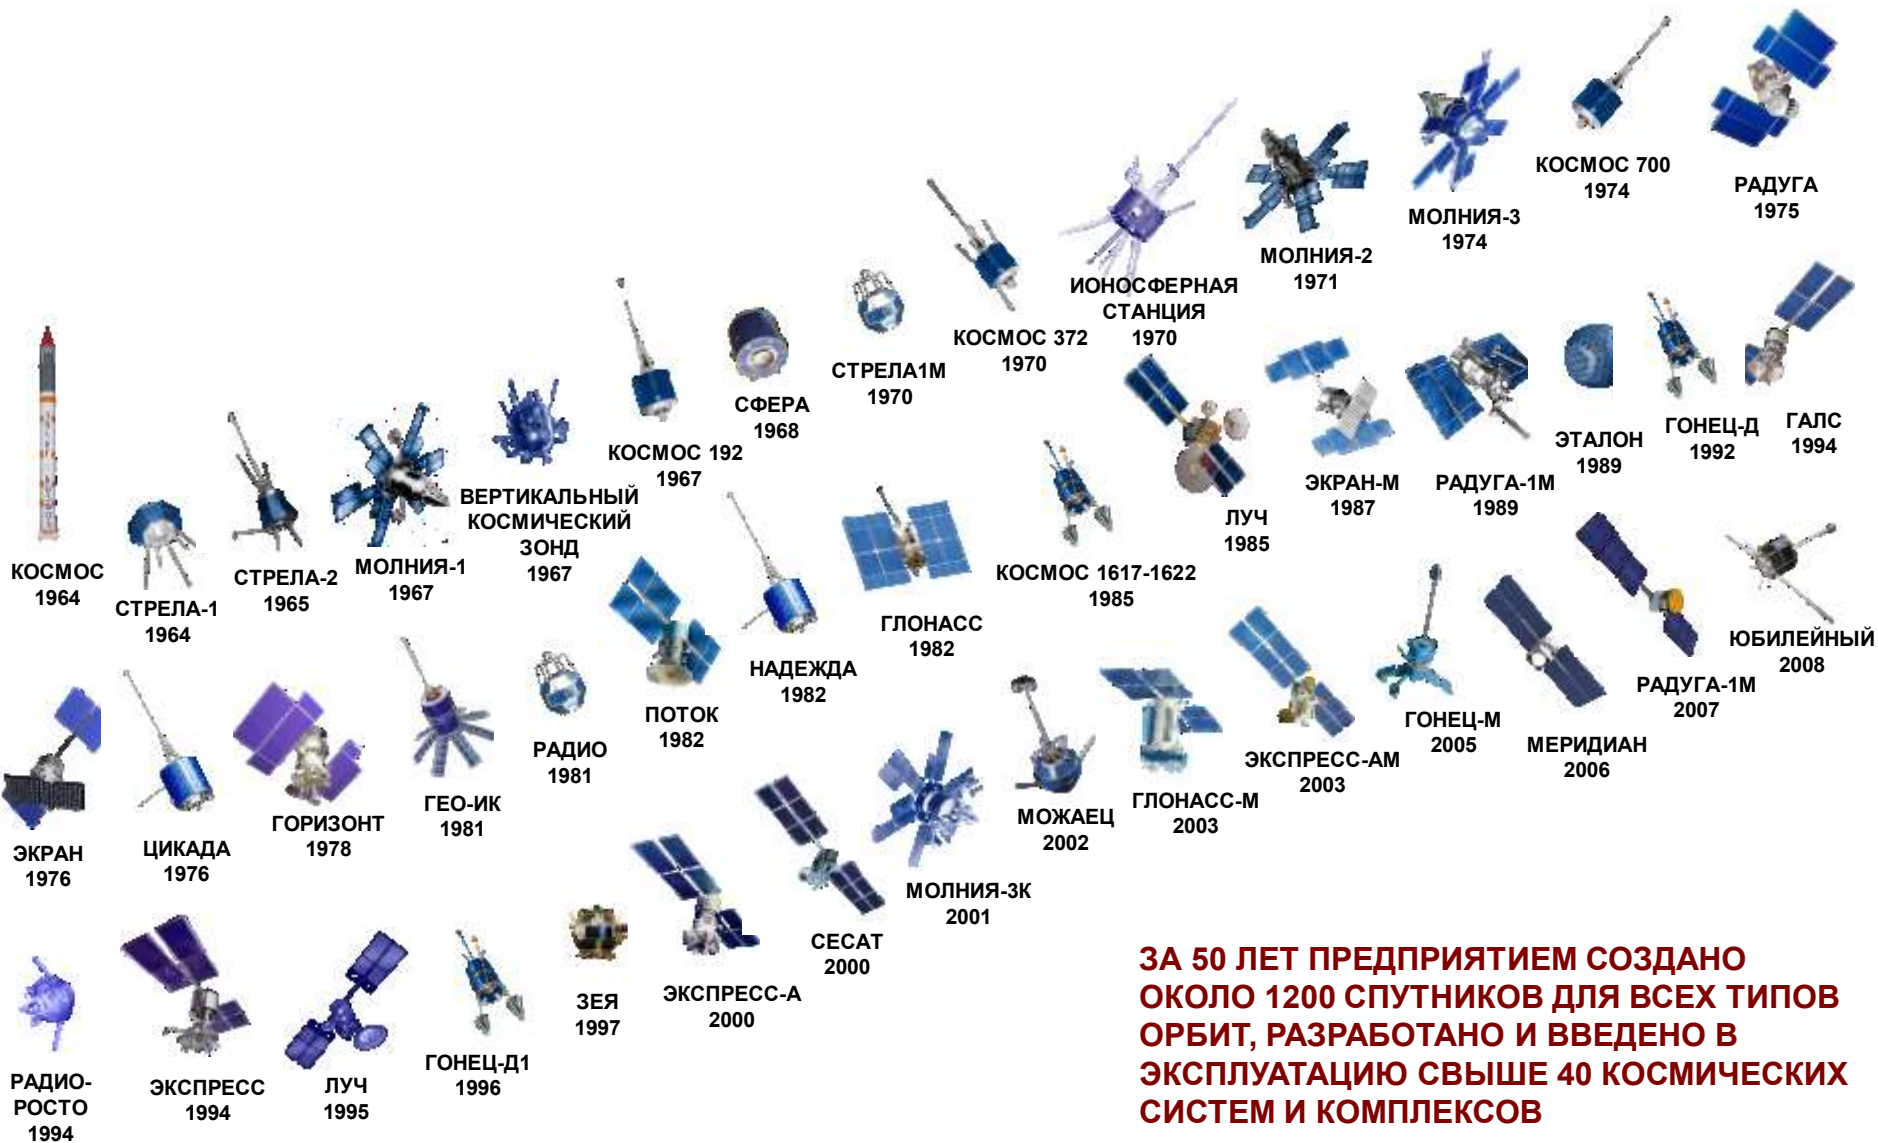 КОСМОС
1964
СТРЕЛА-1
1964
СТРЕЛА-2
1965
МОЛНИЯ-1
1967
ВЕРТИКАЛЬНЫЙ
КОСМИЧЕСКИЙ
ЗОНД
1967
КОСМОС 192
1967
СФЕРА
1968
СТРЕЛА1М
1970
КОСМОС 372
1970
ИОНОСФЕРНАЯ
СТАНЦИЯ
1970
МОЛНИЯ-2
1971
МОЛНИЯ-3
1974
КОСМОС 700
1974
РАДУГА
1975
ЭКРАН
1976
ЦИКАДА
1976
ГОРИЗОНТ
1978
ГЕО-ИК
1981
РАДИО
1981
ПОТОК
1982
НАДЕЖДА
1982
ГЛОНАСС
1982
КОСМОС 1617-1622
1985
ЛУЧ
1985
ЭКРАН-М
1987
РАДУГА-1М
1989
ЭТАЛОН
1989
ГОНЕЦ-Д
1992
ГАЛС
1994
РАДИО-
РОСТО
1994
ЭКСПРЕСС
1994
ЛУЧ
1995
ГОНЕЦ-Д1
1996
ЗЕЯ
1997
ЭКСПРЕСС-А
2000
СЕСАТ
2000
МОЛНИЯ-3К
2001
МОЖАЕЦ
2002
ГЛОНАСС-М
2003
ЭКСПРЕСС-АМ
2003
ГОНЕЦ-М
2005
МЕРИДИАН
2006
РАДУГА-1М
2007
ЮБИЛЕЙНЫЙ
2008
ЗА 50 ЛЕТ ПРЕДПРИЯТИЕМ СОЗДАНО
ОКОЛО 1200 СПУТНИКОВ ДЛЯ ВСЕХ ТИПОВ
ОРБИТ, РАЗРАБОТАНО И ВВЕДЕНО В
ЭКСПЛУАТАЦИЮ СВЫШЕ 40 КОСМИЧЕСКИХ
СИСТЕМ И КОМПЛЕКСОВ